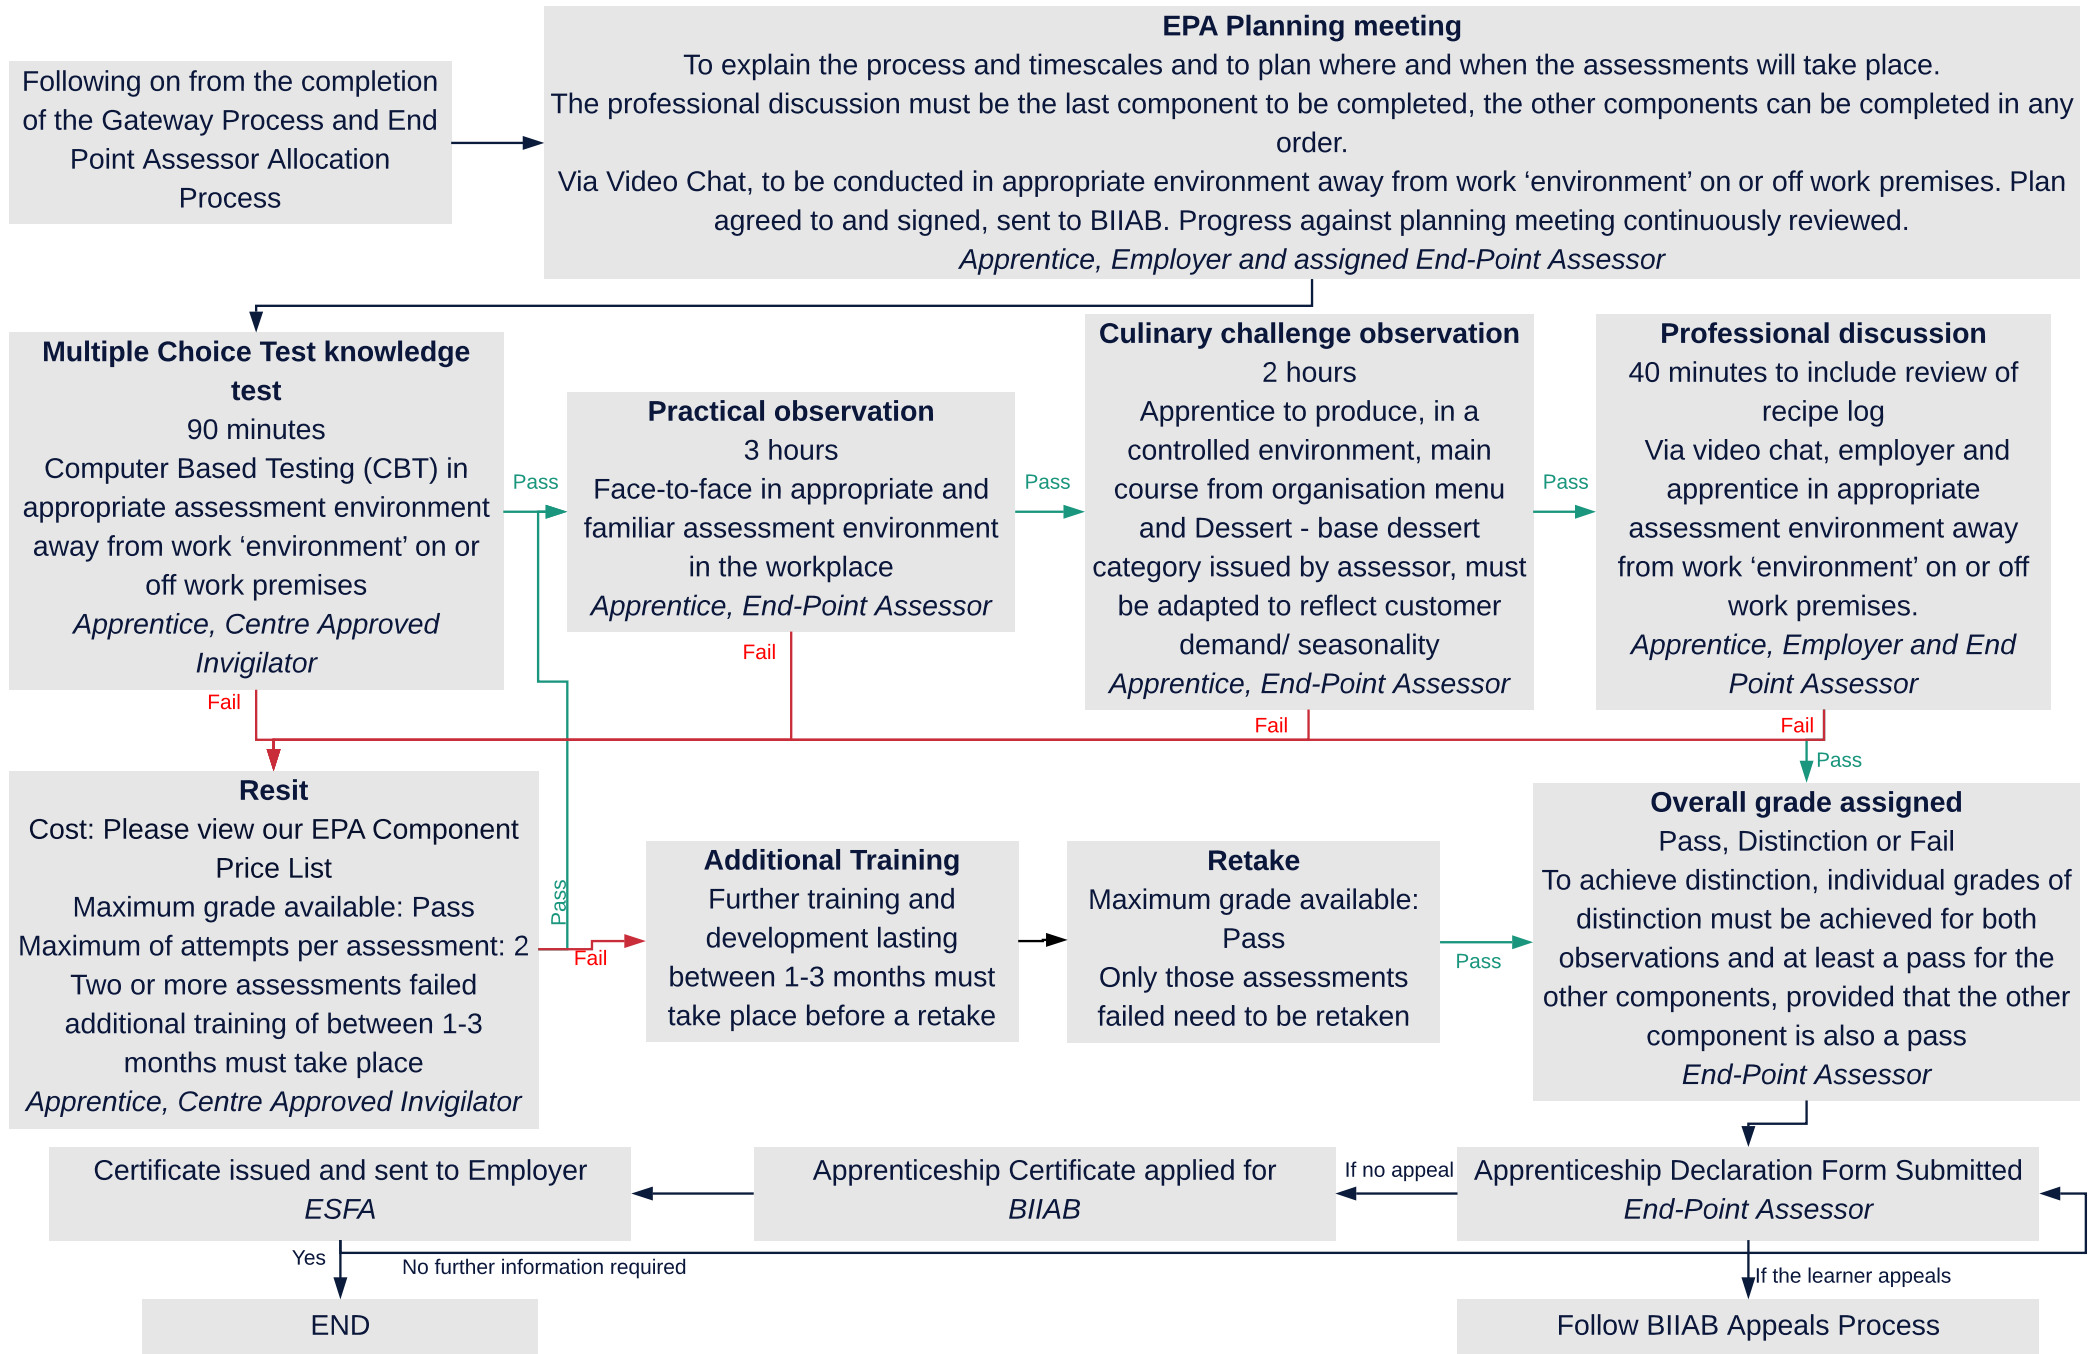 Following on from the completion
of the Gateway Process and End
Point Assessor Allocation
Process
EPA Planning meeting
To explain the process and timescales and to plan where and when the assessments will take place.
The professional discussion must be the last component to be completed, the other components can be completed in any
order.
Via Video Chat, to be conducted in appropriate environment away from work ‘environment’ on or off work premises. Plan
agreed to and signed, sent to BIIAB. Progress against planning meeting continuously reviewed.
Apprentice, Employer and assigned End-Point Assessor
Multiple Choice Test knowledge
test
90 minutes
Computer Based Testing (CBT) in
appropriate assessment environment
away from work ‘environment’ on or
off work premises
Apprentice, Centre Approved
Invigilator
Pass
Fail
Practical observation
3 hours
Face-to-face in appropriate and
familiar assessment environment
in the workplace
Apprentice, End-Point Assessor
Pass
Fail
Culinary challenge observation
2 hours
Apprentice to produce, in a
controlled environment, main
course from organisation menu
and Dessert - base dessert
category issued by assessor, must
be adapted to reflect customer
demand/ seasonality
Apprentice, End-Point Assessor
Pass
Fail
Professional discussion
40 minutes to include review of
recipe log
Via video chat, employer and
apprentice in appropriate
assessment environment away
from work ‘environment’ on or off
work premises.
Apprentice, Employer and End
Point Assessor
Fail
Pass
Resit
Cost: Please view our EPA Component
Price List
Maximum grade available: Pass
Maximum of attempts per assessment: 2
Two or more assessments failed
additional training of between 1-3
months must take place
Apprentice, Centre Approved Invigilator
Pass
Fail
Additional Training
Further training and
development lasting
between 1-3 months must
take place before a retake
Retake
Maximum grade available:
Pass
Only those assessments
failed need to be retaken
Pass
Overall grade assigned
Pass, Distinction or Fail
To achieve distinction, individual grades of
distinction must be achieved for both
observations and at least a pass for the
other components, provided that the other
component is also a pass
End-Point Assessor
Certificate issued and sent to Employer
ESFA
Apprenticeship Certificate applied for
BIIAB
If no appeal
Apprenticeship Declaration Form Submitted
End-Point Assessor
Yes
No further information required
If the learner appeals
END
Follow BIIAB Appeals Process